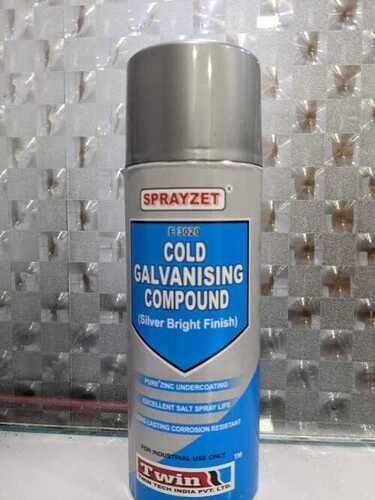 SPRAYZET ®
E 3020
COLD
GALVANISING
COMPOUND
(Silver Bright Finish)
PURE ZINC UNDERCOATING
EXCELLENT SALT SPRAY LIFE
LONG LASTING CORROSION RESISTANT
FOR INDUSTRIAL USE ONLY
Twin TM
TWIN TECH INDIA PVT. LTD.